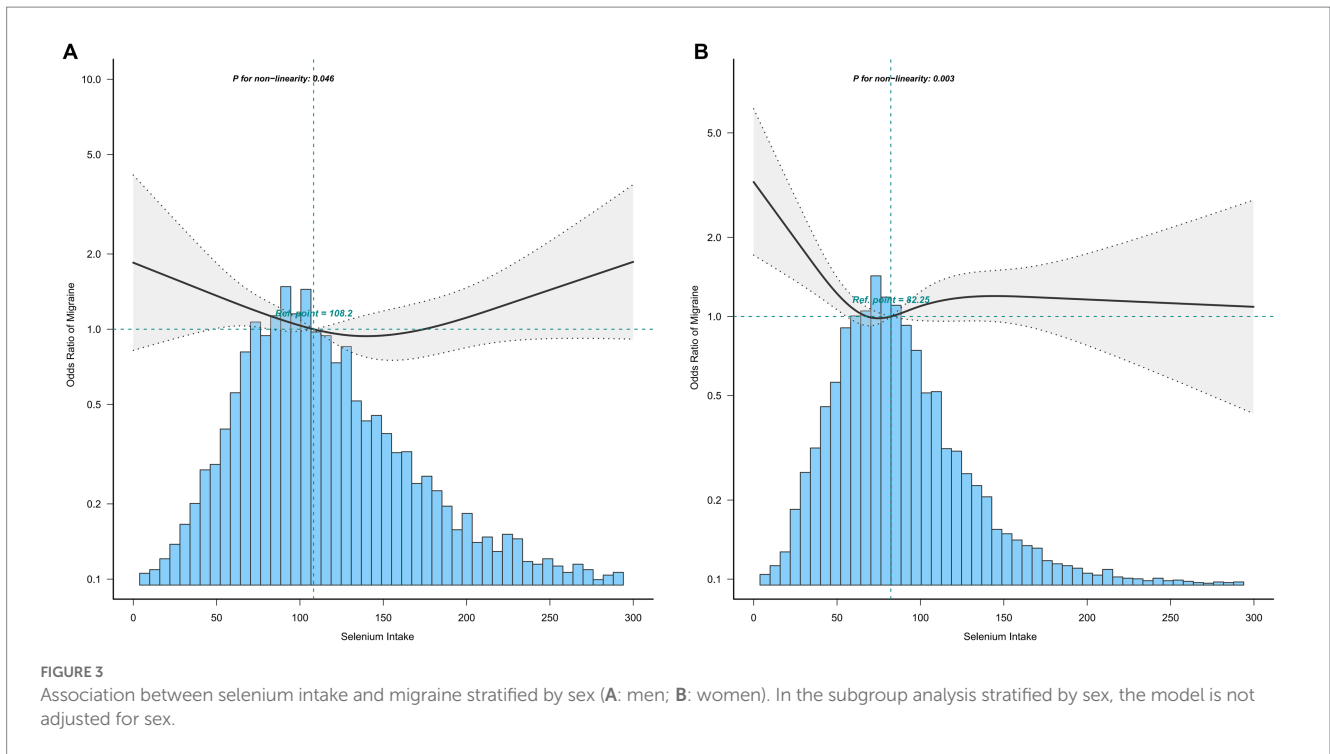 A
P for non−linearity: 0.046
10.0
5.0
2.0
1.0
0.5
0.2
0.1
Odds Ratio of Migraine
Ref. point = 108.2
0 50 100 150 200 250 300
Selenium Intake
B
P for non−linearity: 0.003
5.0
2.0
1.0
0.5
0.2
0.1
Odds Ratio of Migraine
Ref. point = 82.25
0 50 100 150 200 250 300
Selenium Intake
FIGURE 3
Association between selenium intake and migraine stratified by sex (A: men; B: women). In the subgroup analysis stratified by sex, the model is not
adjusted for sex.